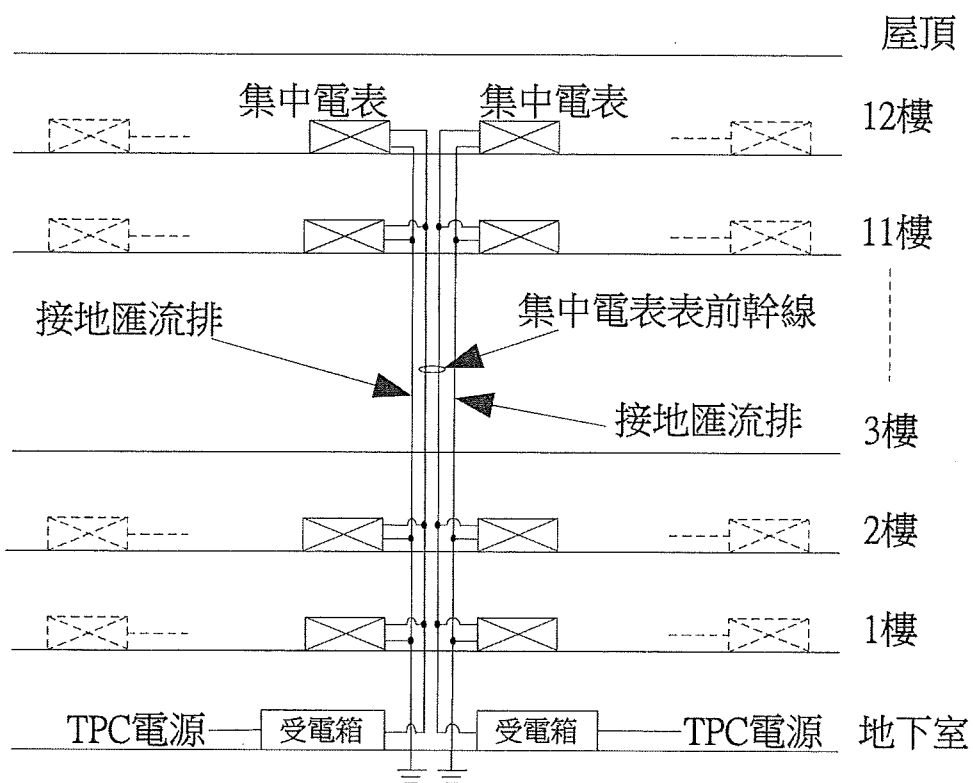 屋頂
集中電表
集中電表
12樓
11樓
接地匯流排
集中電表表前幹線
接地匯流排
3樓
2樓
1樓
TPC電源
受電箱
受電箱
TPC電源
地下室